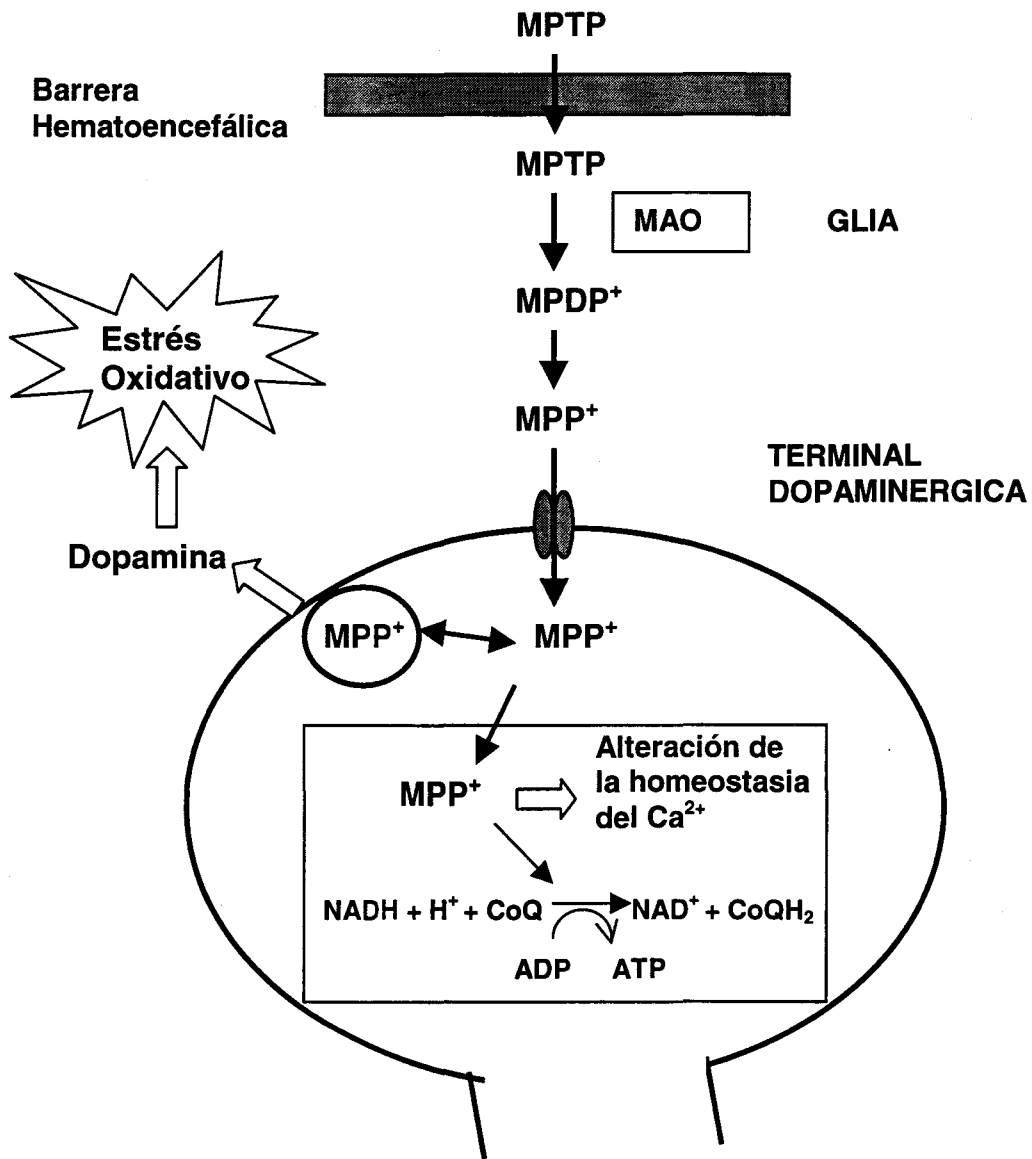 MPTP
Barrera
Hematoencefálica
MPTP
MAO
GLIA
MPDP⁺
Estrés
Oxidativo
MPP⁺
TERMINAL
DOPAMINERGICA
Dopamina
MPP⁺
MPP⁺
MPP⁺
Alteración de
la homeostasia
del Ca²⁺
NADH + H⁺ + CoQ
NAD⁺ + CoQH₂
ADP
ATP